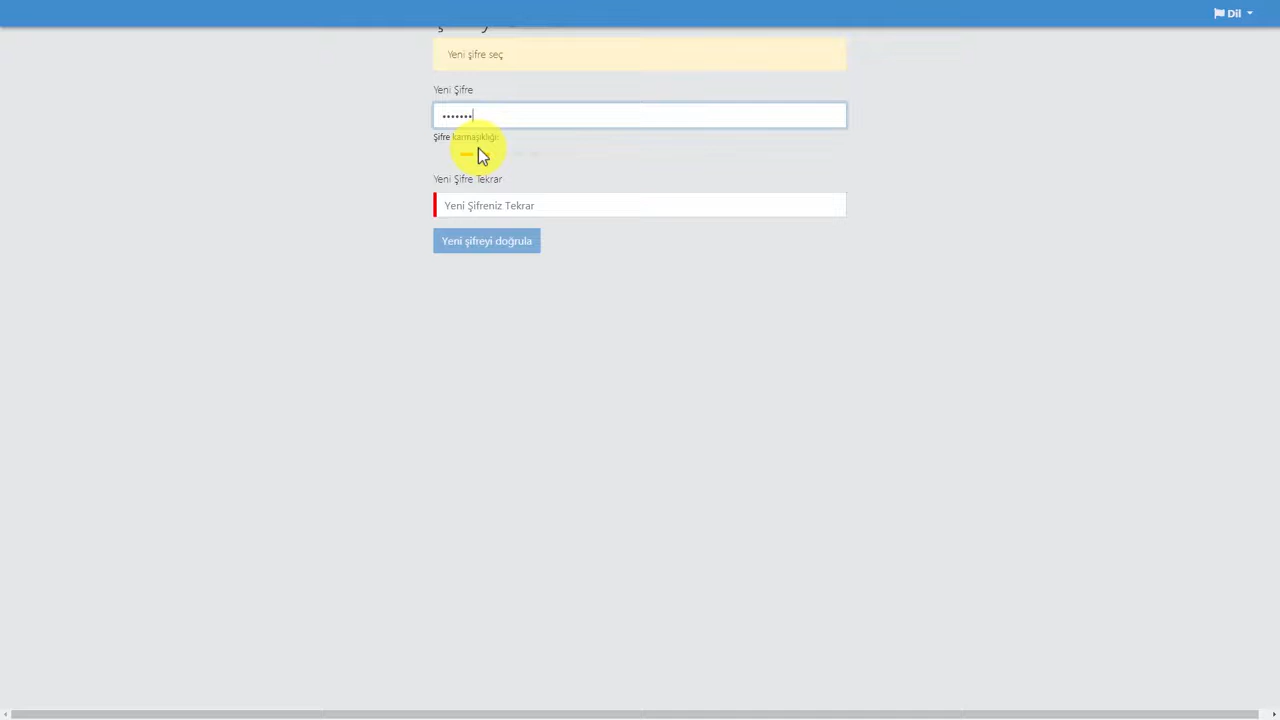 Dil
Yeni şifre seç
Yeni Şifre
•••••••
Şifre karmaşıklığı:
Yeni Şifre Tekrar
Yeni Şifreniz Tekrar
Yeni şifreyi doğrula